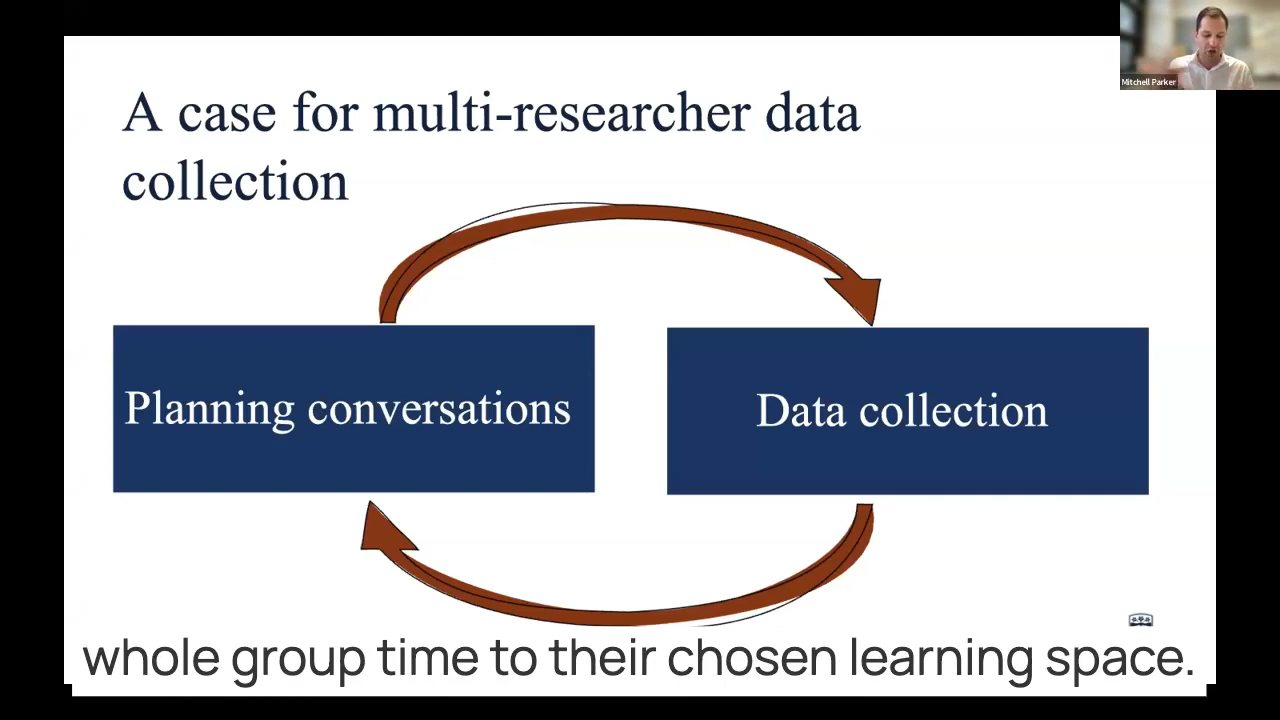 Mitchell Parker
A case for multi-researcher data
collection
Planning conversations
Data collection
whole group time to their chosen learning space.